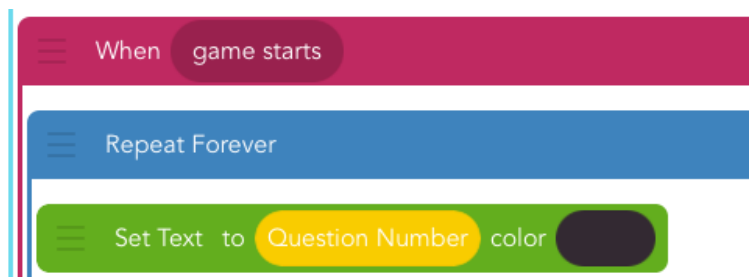 When game starts
Repeat Forever
Set Text to Question Number color